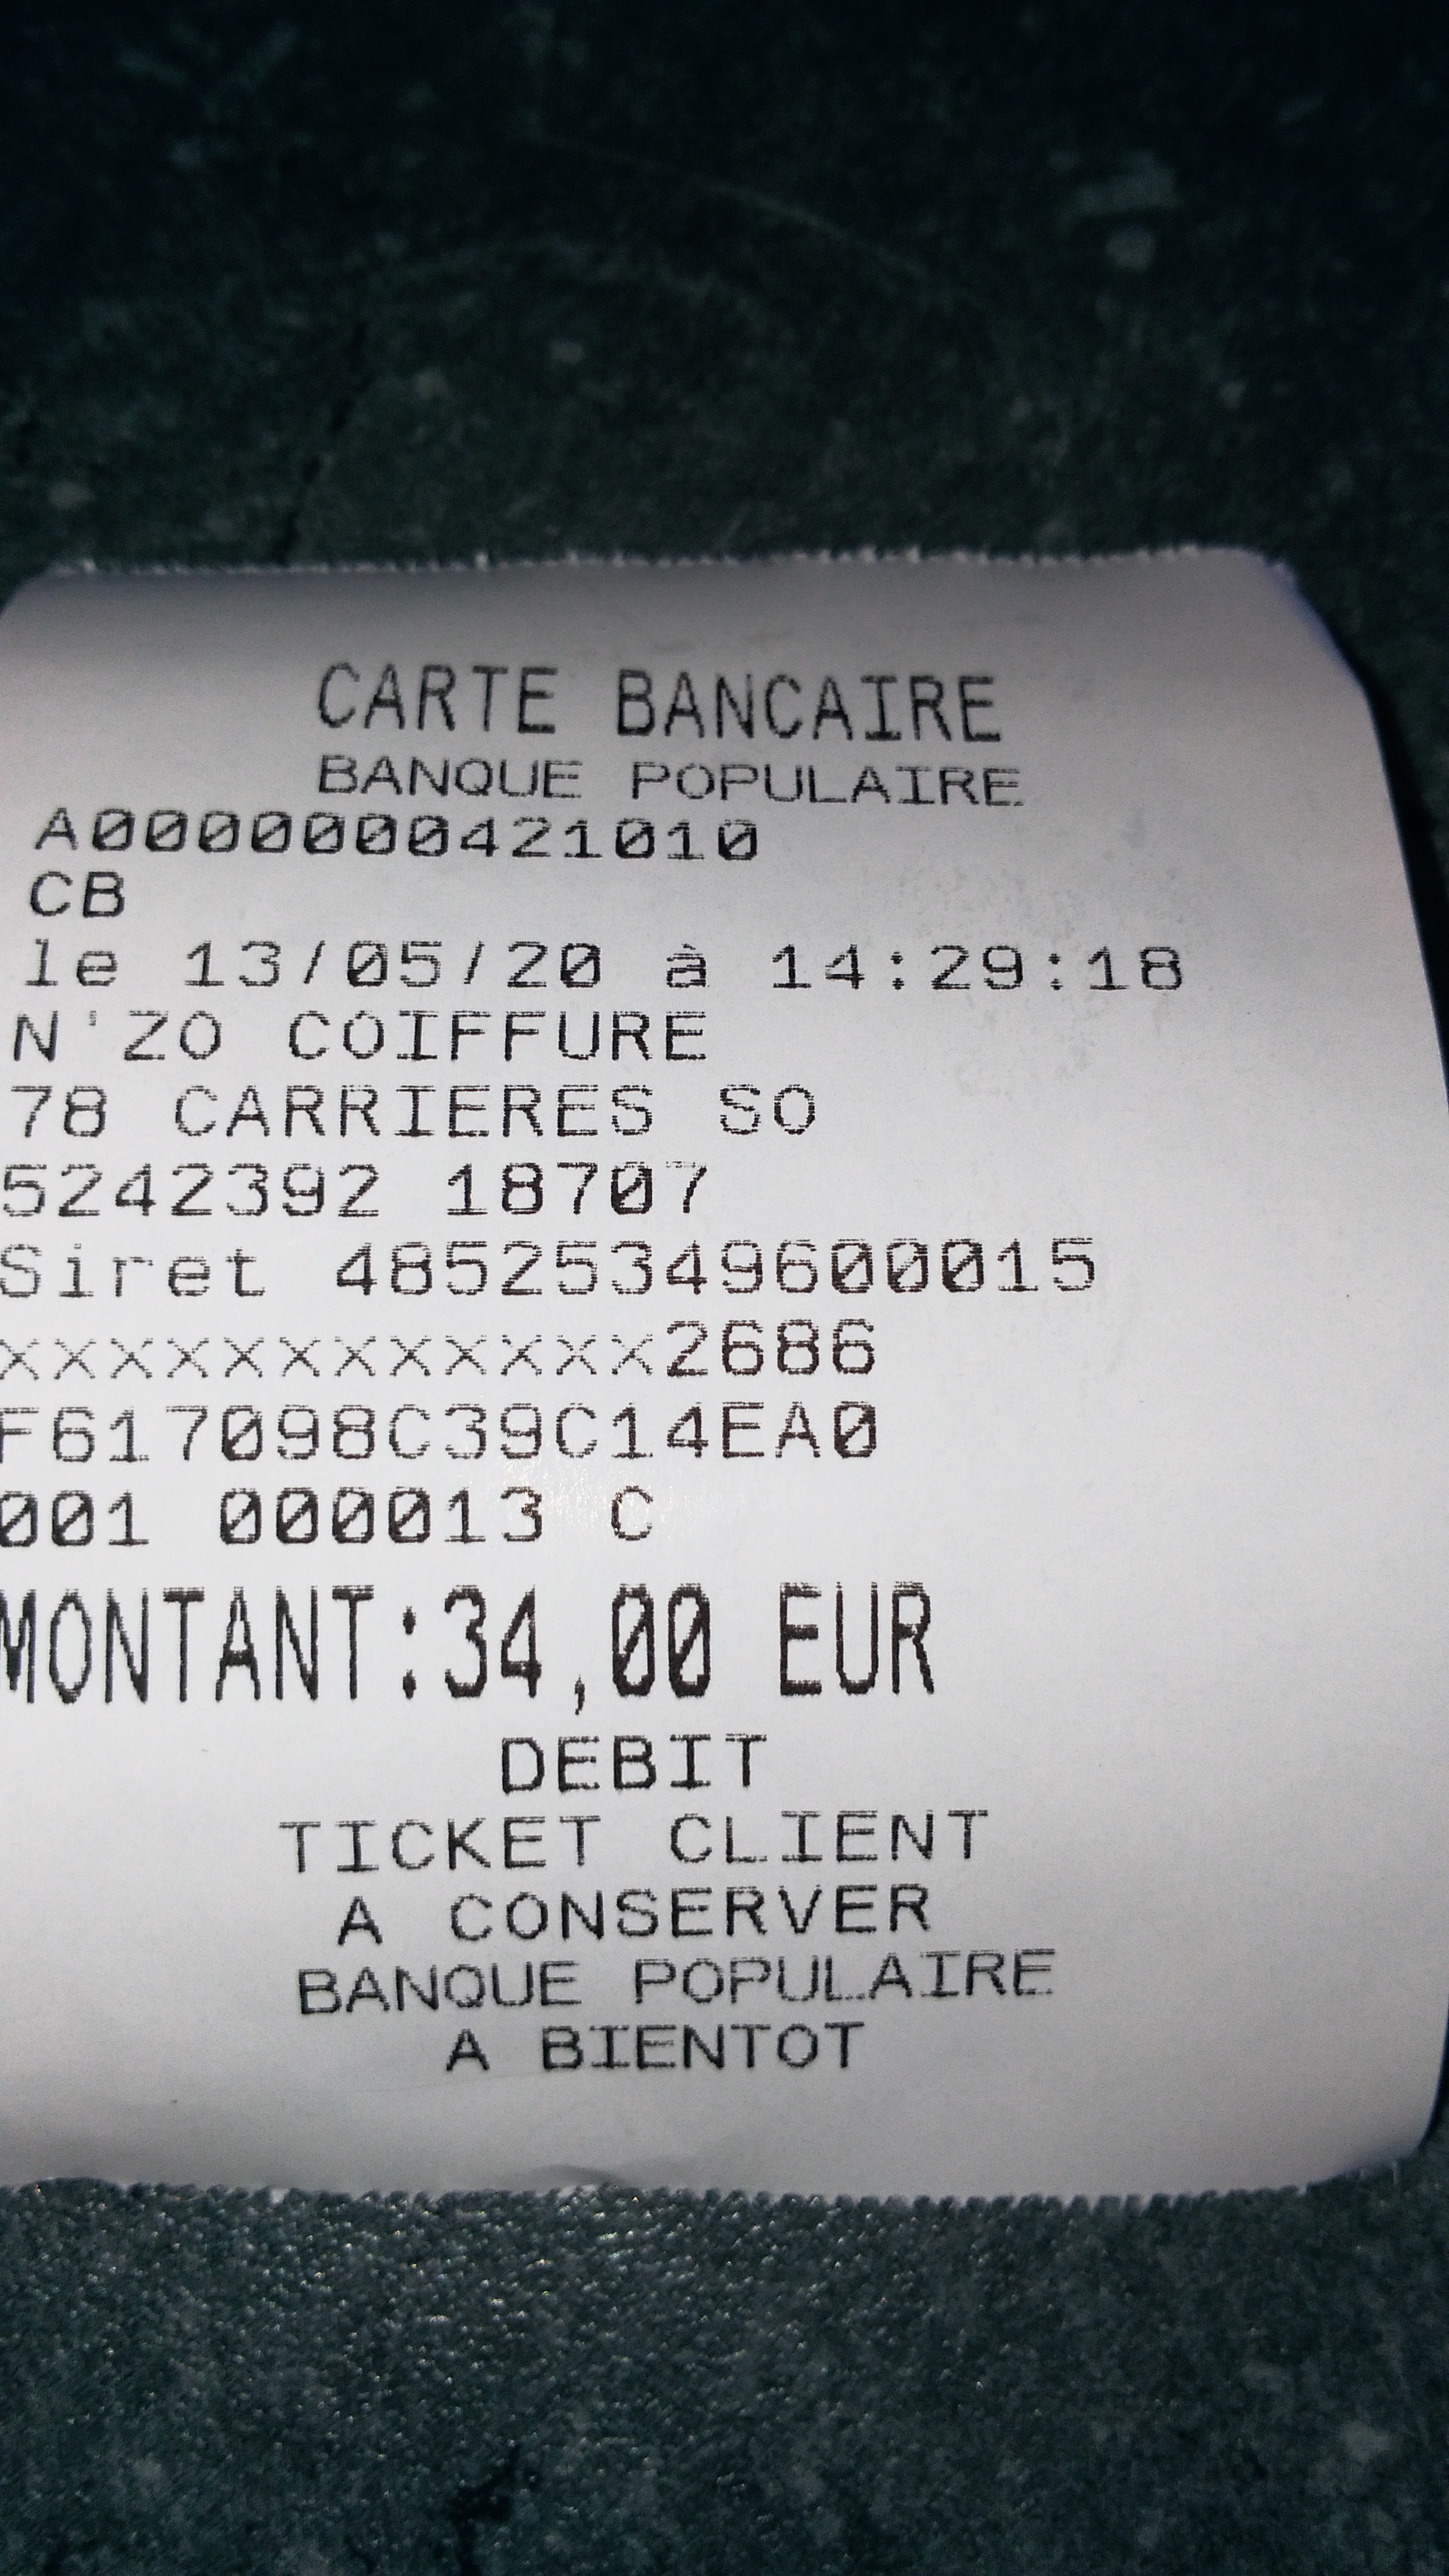 CARTE BANCAIRE
BANQUE POPULAIRE
A0000000421010
CB
le 13/05/20 à 14:29:18
N'ZO COIFFURE
78 CARRIERES SO
5242392 18707
Siret 48525349600015
xxxxxxxxxxxx2686
F617098C39C14EA0
001 000013 C
MONTANT:34,00 EUR
DEBIT
TICKET CLIENT
A CONSERVER
BANQUE POPULAIRE
A BIENTOT